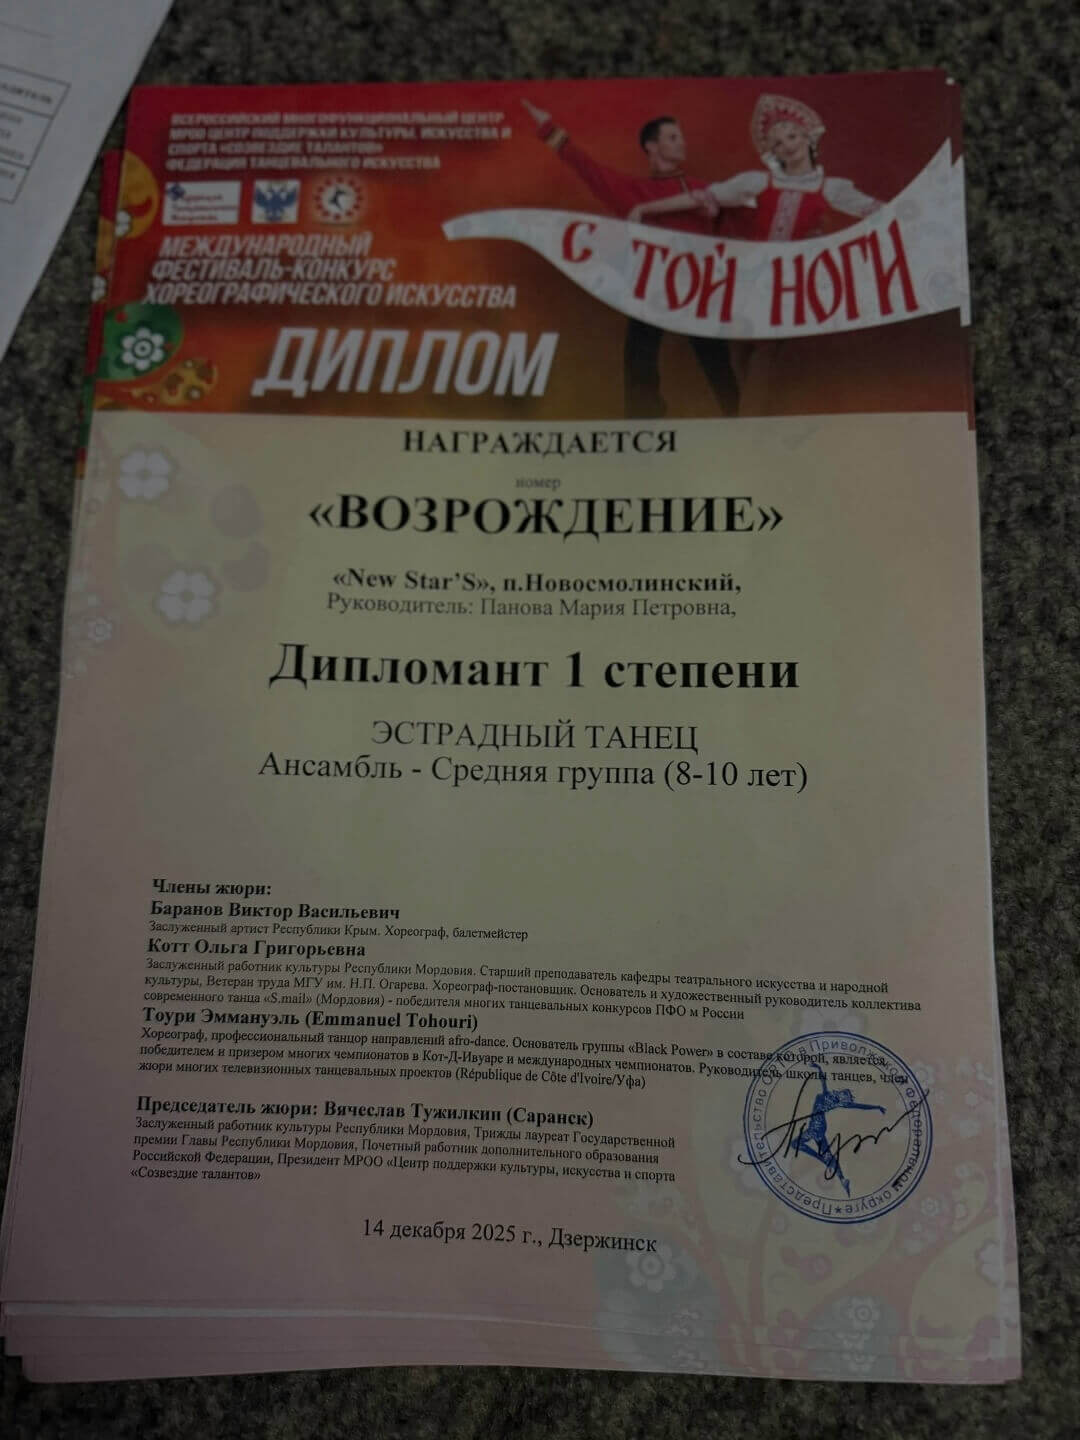 ВСЕРОССИЙСКИЙ МНОГОФУНКЦИОНАЛЬНЫЙ ЦЕНТР
МРОО ЦЕНТР ПОДДЕРЖКИ КУЛЬТУРЫ, ИСКУССТВА И
СПОРТА «СОЗВЕЗДИЕ ТАЛАНТОВ»
ФЕДЕРАЦИЯ ТАНЦЕВАЛЬНОГО ИСКУССТВА
МЕЖДУНАРОДНЫЙ
ФЕСТИВАЛЬ-КОНКУРС
ХОРЕОГРАФИЧЕСКОГО ИСКУССТВА
С ТОЙ НОГИ
ДИПЛОМ
НАГРАЖДАЕТСЯ
номер
«ВОЗРОЖДЕНИЕ»
«New Star’S», п.Новосмолинский,
Руководитель: Панова Мария Петровна,
Дипломант 1 степени
ЭСТРАДНЫЙ ТАНЕЦ
Ансамбль - Средняя группа (8-10 лет)
Члены жюри:
Баранов Виктор Васильевич
Заслуженный артист Республики Крым. Хореограф, балетмейстер
Котт Ольга Григорьевна
Заслуженный работник культуры Республики Мордовия. Старший преподаватель кафедры театрального искусства и народной
культуры, Ветеран труда МГУ им. Н.П. Огарева. Хореограф-постановщик. Основатель и художественный руководитель коллектива
современного танца «S.mail» (Мордовия) - победителя многих танцевальных конкурсов ПФО м России
Тоури Эммануэль (Emmanuel Tohouri)
Хореограф, профессиональный танцор направлений afro-dance. Основатель группы «Black Power» в составе которой, является
победителем и призером многих чемпионатов в Кот-Д-Ивуаре и международных чемпионатов. Руководитель школы танцев, член
жюри многих телевизионных танцевальных проектов (République de Côte d'Ivoire/Уфа)
Председатель жюри: Вячеслав Тужилкин (Саранск)
Заслуженный работник культуры Республики Мордовия, Трижды лауреат Государственной
премии Главы Республики Мордовия, Почетный работник дополнительного образования
Российской Федерации, Президент МРОО «Центр поддержки культуры, искусства и спорта
«Созвездие талантов»
Представительство в Приволжском Федеральном округе
14 декабря 2025 г., Дзержинск